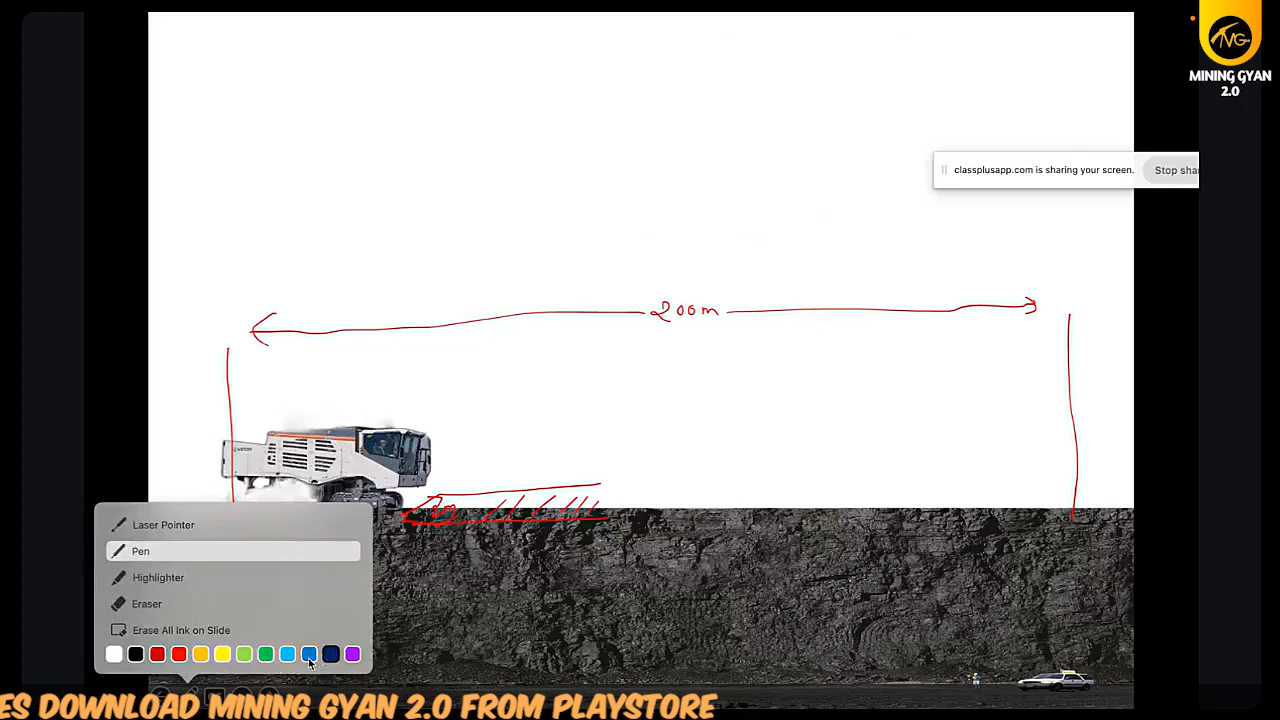 MINING GYAN
2.0
classplusapp.com is sharing your screen. Stop sha
200m
Laser Pointer
Pen
Highlighter
Eraser
Erase All Ink on Slide
ES DOWNLOAD MINING GYAN 2.0 FROM PLAYSTORE